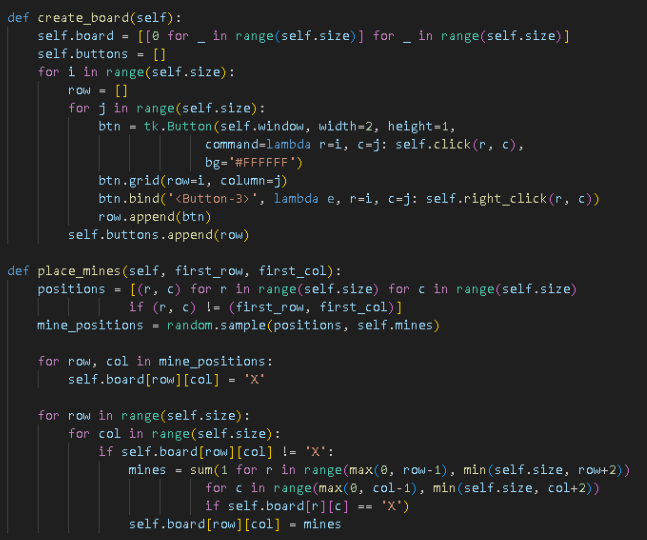 def create_board(self):
    self.board = [[0 for _ in range(self.size)] for _ in range(self.size)]
    self.buttons = []
    for i in range(self.size):
        row = []
        for j in range(self.size):
            btn = tk.Button(self.window, width=2, height=1,
                          command=lambda r=i, c=j: self.click(r, c),
                          bg='#FFFFFF')
            btn.grid(row=i, column=j)
            btn.bind('<Button-3>', lambda e, r=i, c=j: self.right_click(r, c))
            row.append(btn)
        self.buttons.append(row)

def place_mines(self, first_row, first_col):
    positions = [(r, c) for r in range(self.size) for c in range(self.size)
                if (r, c) != (first_row, first_col)]
    mine_positions = random.sample(positions, self.mines)

    for row, col in mine_positions:
        self.board[row][col] = 'X'

    for row in range(self.size):
        for col in range(self.size):
            if self.board[row][col] != 'X':
                mines = sum(1 for r in range(max(0, row-1), min(self.size, row+2))
                          for c in range(max(0, col-1), min(self.size, col+2))
                          if self.board[r][c] == 'X')
                self.board[row][col] = mines